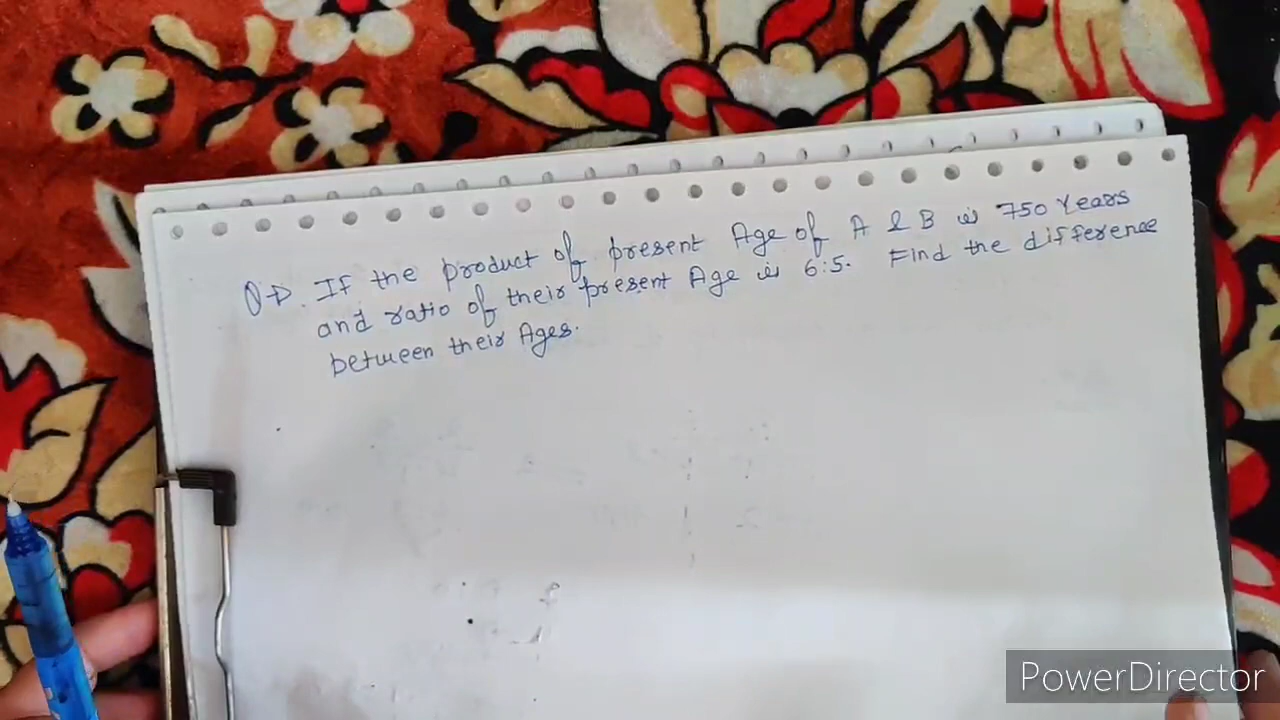 Q→. If the product of present Age of A & B is 750 Years
and ratio of their present Age is 6:5. Find the difference
between their Ages.
PowerDirector